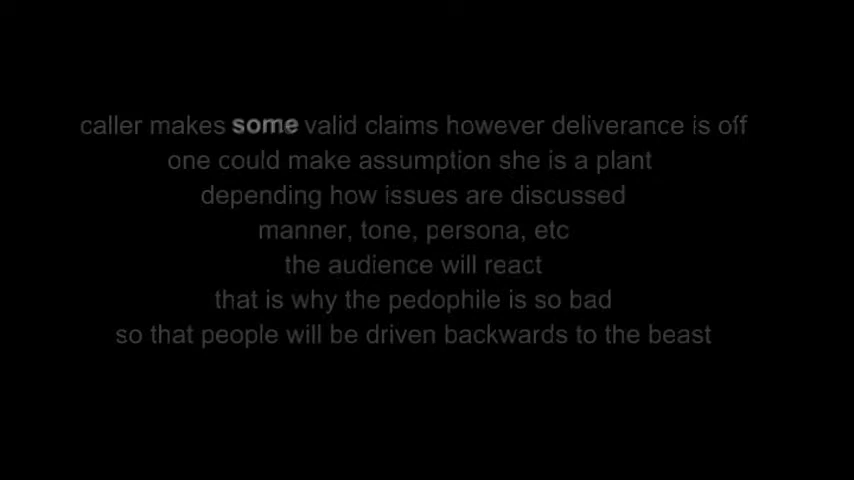 caller makes some valid claims however deliverance is off
one could make assumption she is a plant
depending how issues are discussed
manner, tone, persona, etc
the audience will react
that is why the pedophile is so bad
so that people will be driven backwards to the beast